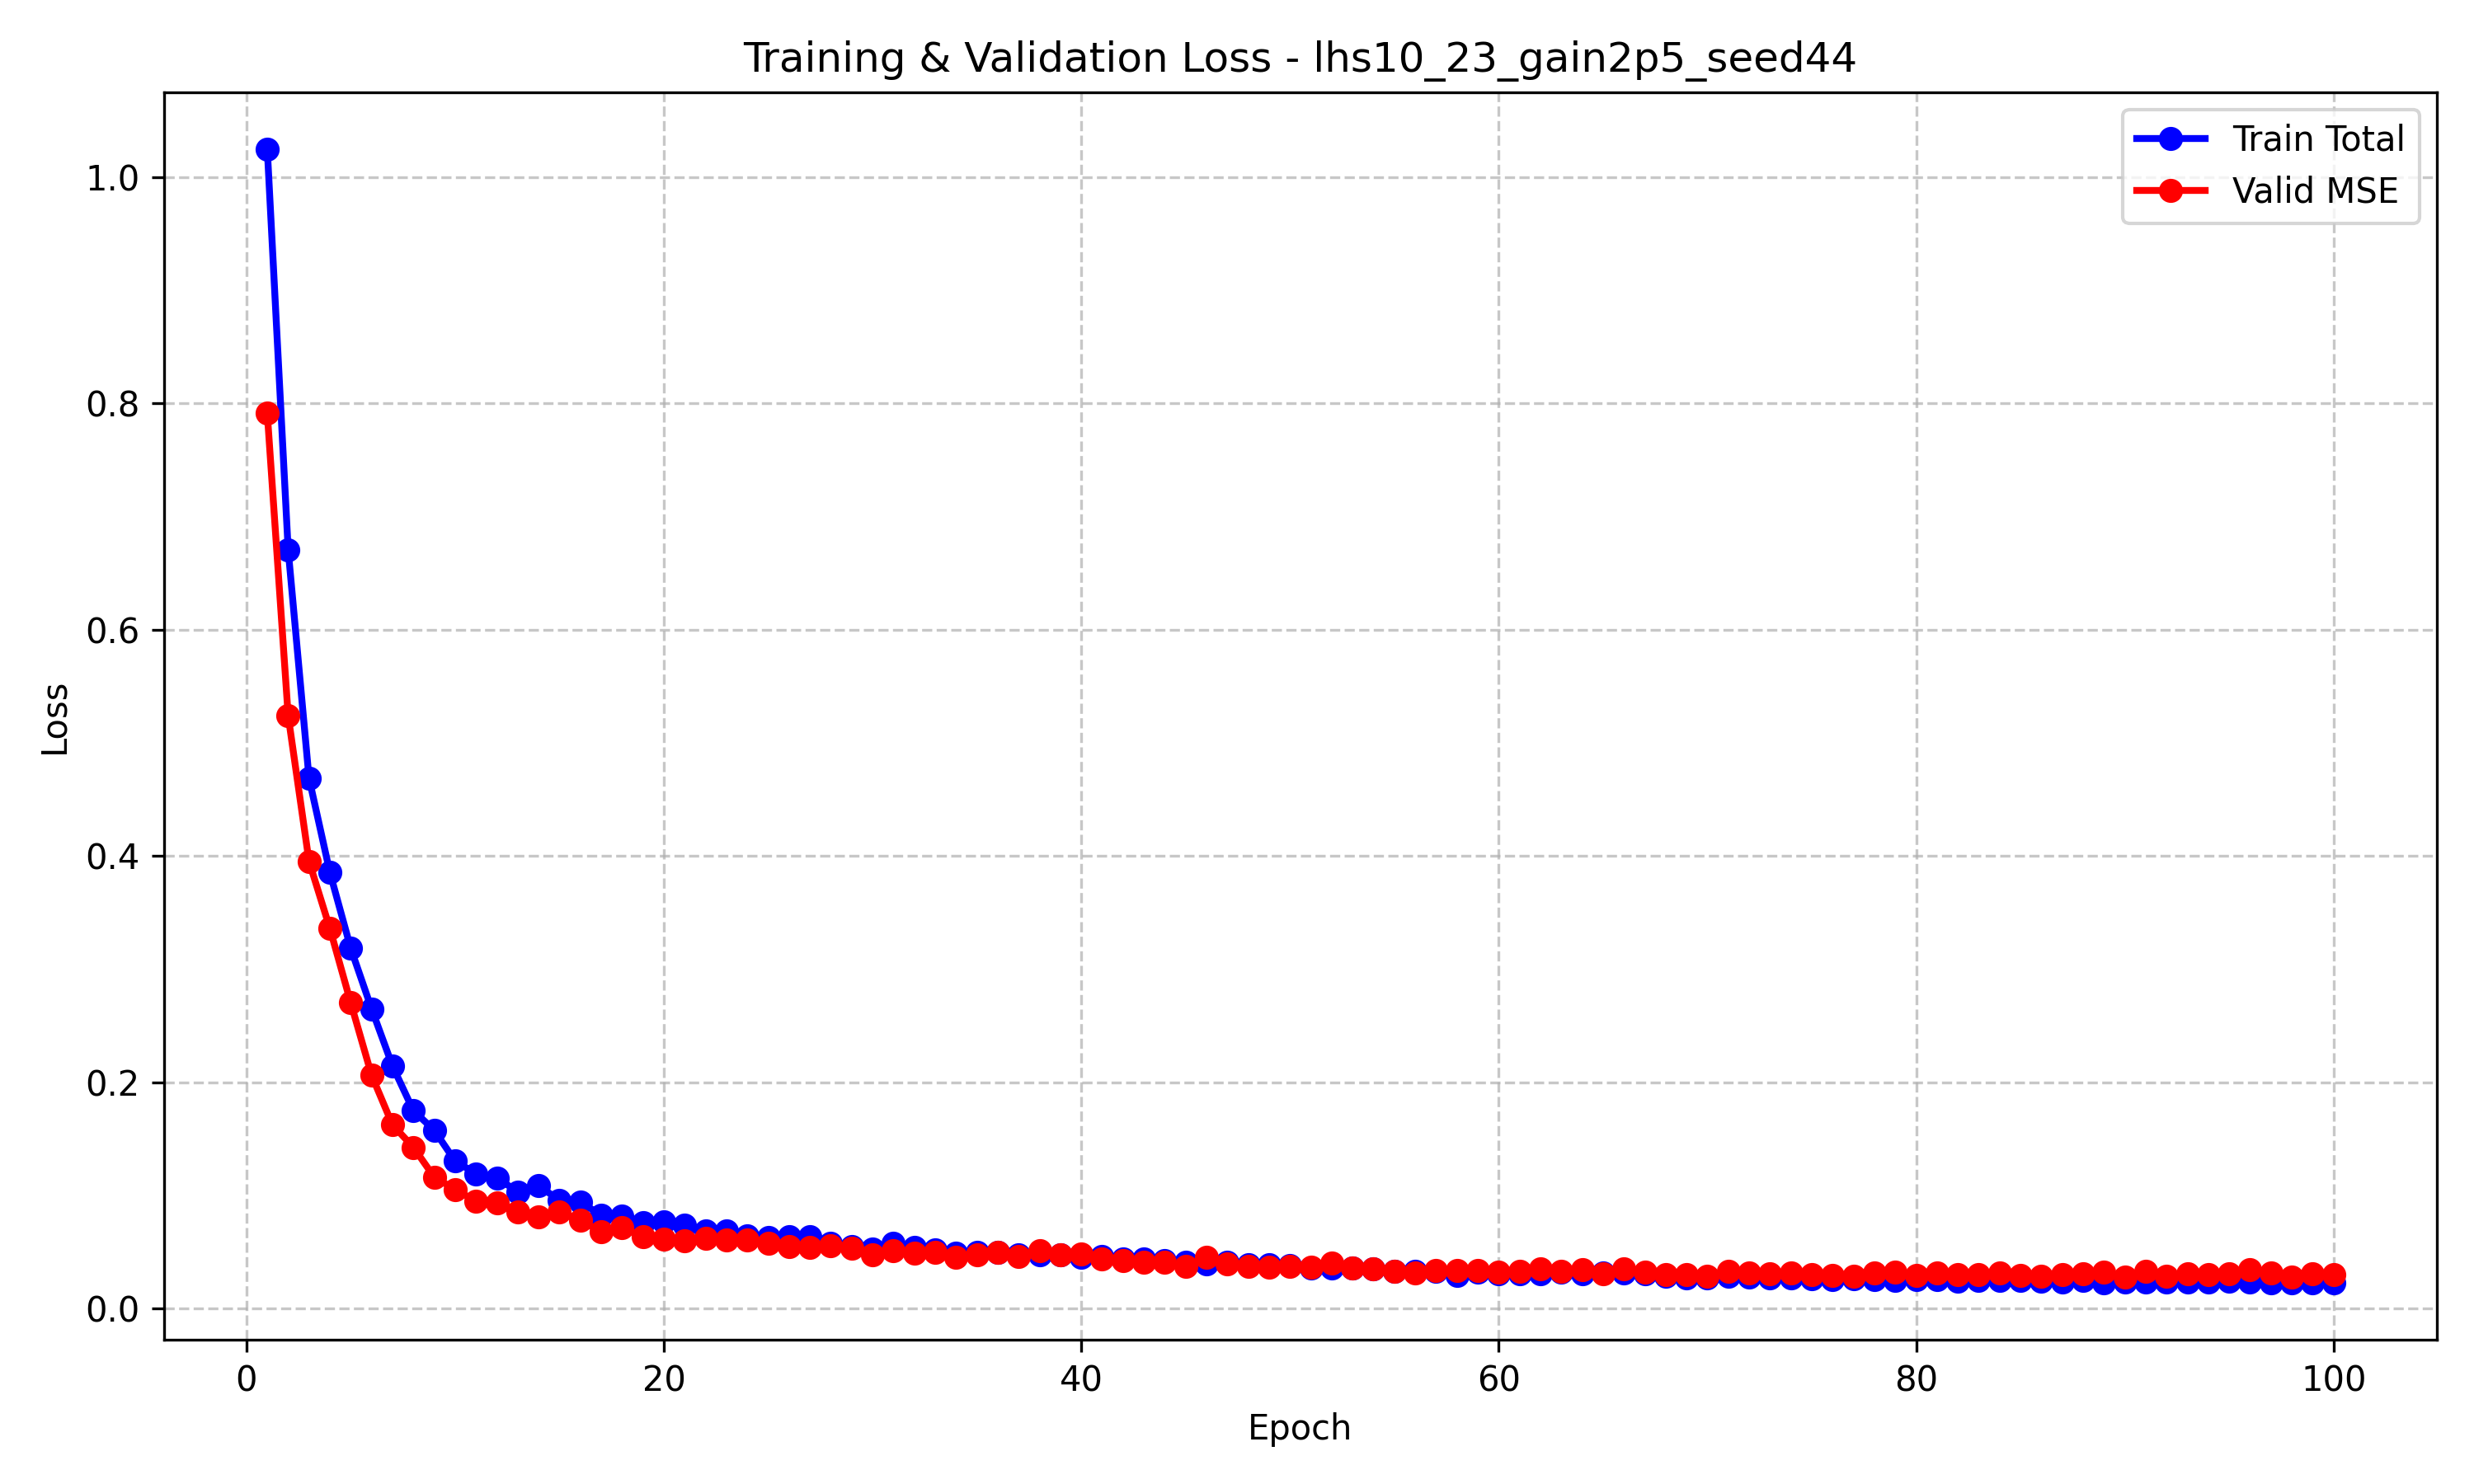 Training & Validation Loss - lhs10_23_gain2p5_seed44
Train Total
Valid MSE
1.0
0.8
0.6
0.4
0.2
0.0
Loss
0 20 40 60 80 100
Epoch